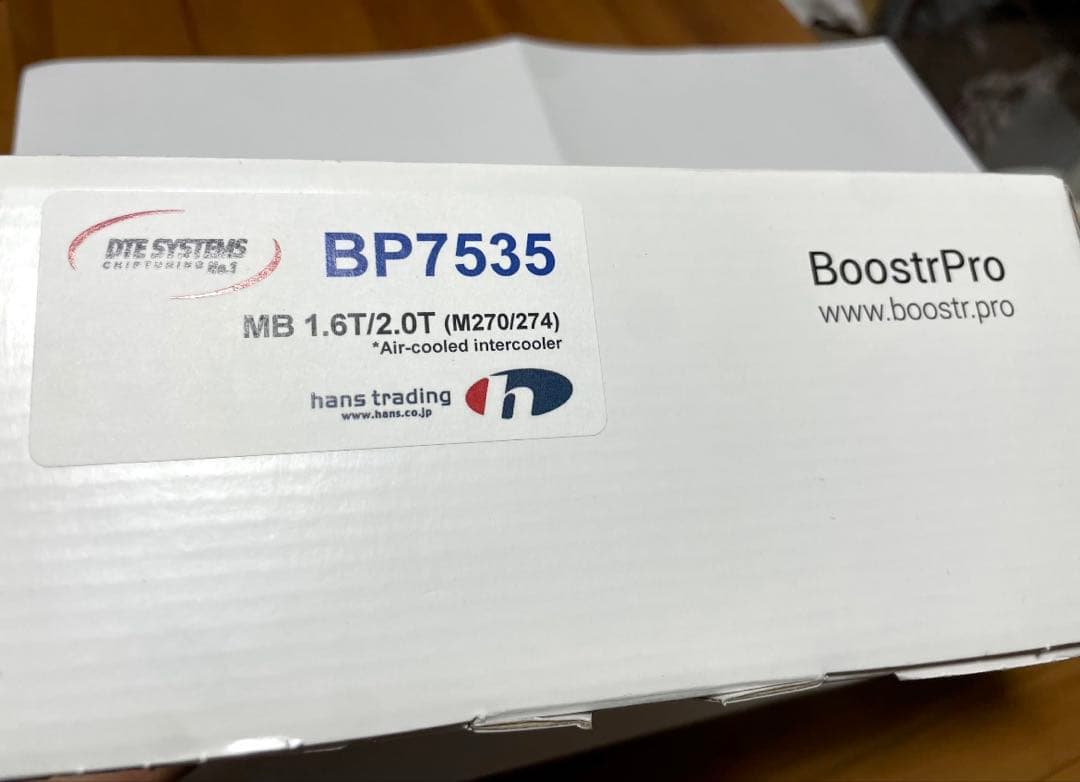 DTE SYSTEMS
CHIPTUNING No.1
BP7535
MB 1.6T/2.0T (M270/274)
*Air-cooled intercooler
hans trading
www.hans.co.jp
h
BoostrPro
www.boostr.pro